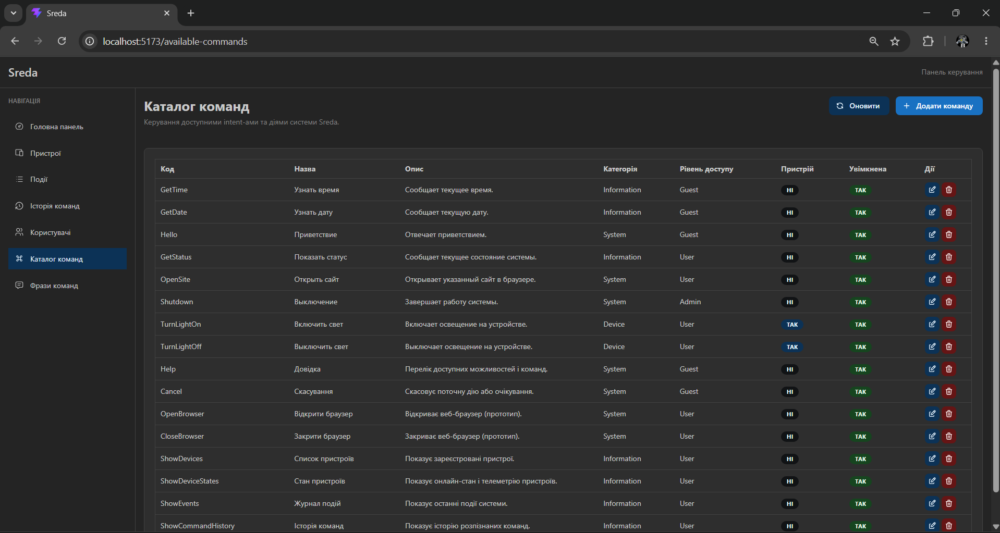 Sreda
localhost:5173/available-commands
Sreda
Панель керування
НАВІГАЦІЯ
Головна панель
Пристрої
Події
Історія команд
Користувачі
Каталог команд
Фрази команд
Каталог команд
Керування доступними intent-ами та діями системи Sreda.
Оновити
Додати команду
Код Назва Опис Категорія Рівень доступу Пристрій Увімкнена Дії
GetTime Узнать время Сообщает текущее время. Information Guest НІ ТАК
GetDate Узнать дату Сообщает текущую дату. Information Guest НІ ТАК
Hello Приветствие Отвечает приветствием. System Guest НІ ТАК
GetStatus Показать статус Сообщает текущее состояние системы. Information User НІ ТАК
OpenSite Открыть сайт Открывает указанный сайт в браузере. System User НІ ТАК
Shutdown Выключение Завершает работу системы. System Admin НІ ТАК
TurnLightOn Включить свет Включает освещение на устройстве. Device User ТАК ТАК
TurnLightOff Выключить свет Выключает освещение на устройстве. Device User ТАК ТАК
Help Довідка Перелік доступних можливостей і команд. System Guest НІ ТАК
Cancel Скасування Скасовує поточну дію або очікування. System Guest НІ ТАК
OpenBrowser Відкрити браузер Відкриває веб-браузер (прототип). System User НІ ТАК
CloseBrowser Закрити браузер Закриває веб-браузер (прототип). System User НІ ТАК
ShowDevices Список пристроїв Показує зареєстровані пристрої. Information User НІ ТАК
ShowDeviceStates Стан пристроїв Показує онлайн-стан і телеметрію пристроїв. Information User НІ ТАК
ShowEvents Журнал подій Показує останні події системи. Information User НІ ТАК
ShowCommandHistory Історія команд Показує історію розпізнаних команд. Information User НІ ТАК